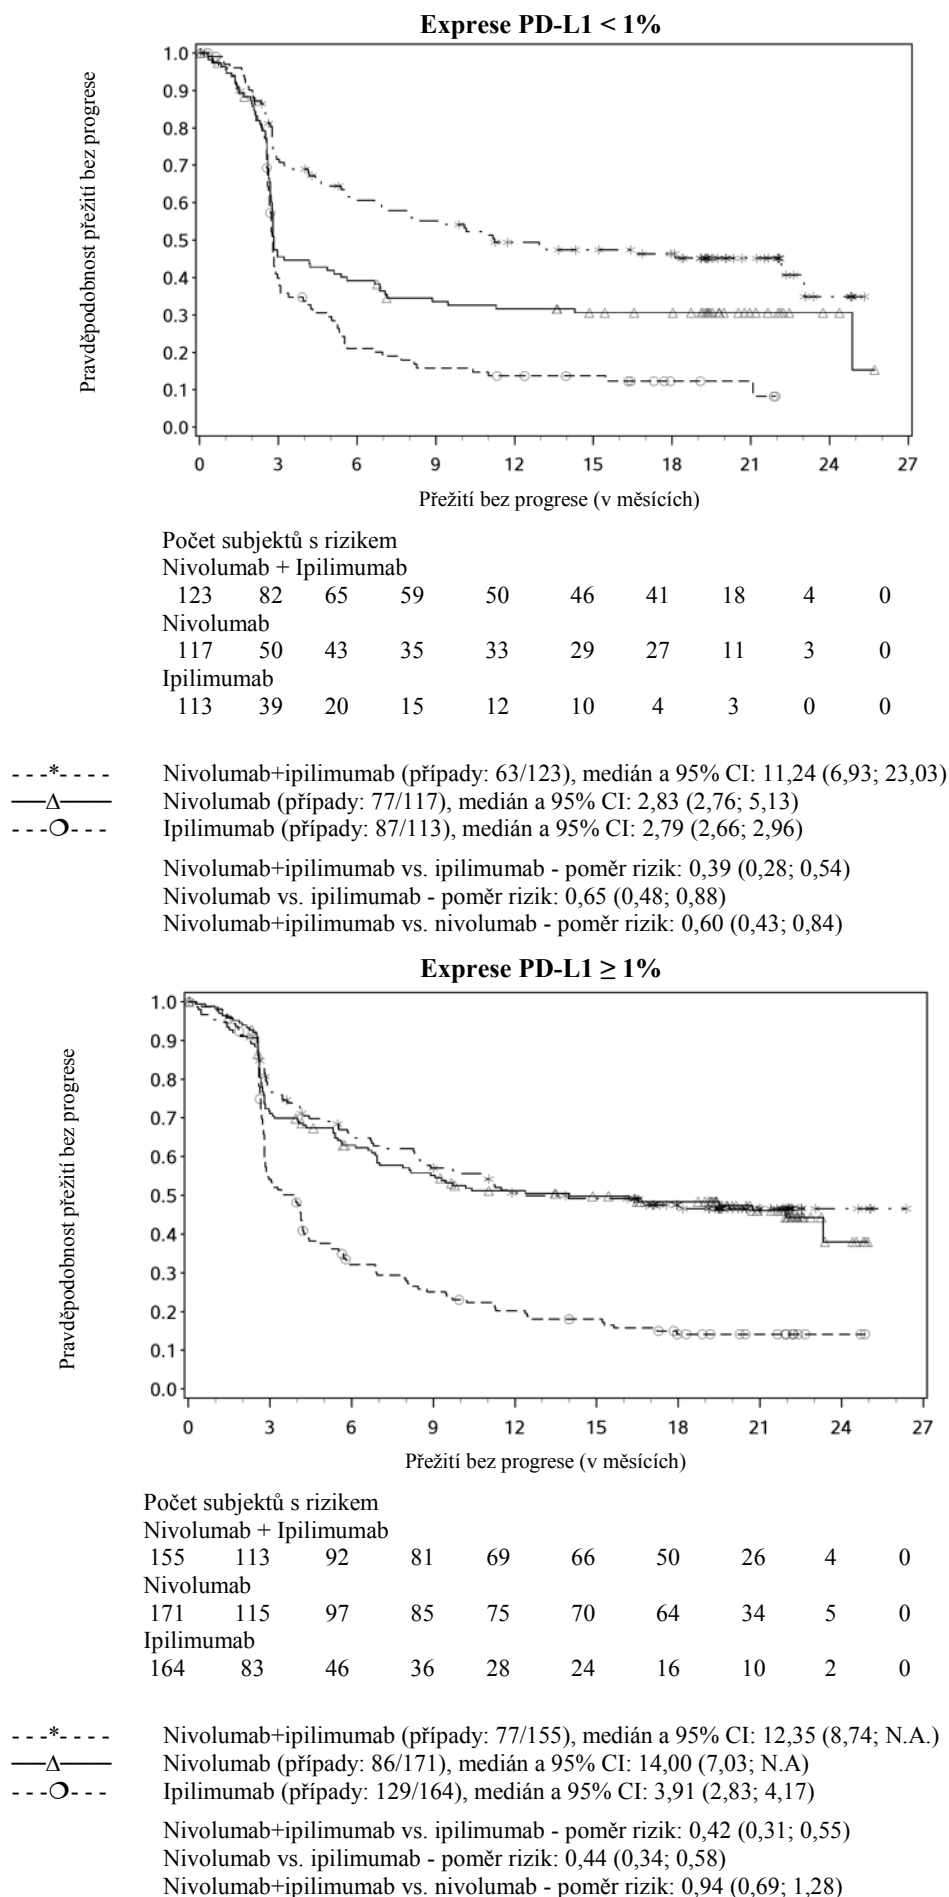 Exprese PD-L1 < 1%
Pravděpodobnost přežití bez progrese
1.0
0.9
0.8
0.7
0.6
0.5
0.4
0.3
0.2
0.1
0.0
0 3 6 9 12 15 18 21 24 27
Přežití bez progrese (v měsících)
Počet subjektů s rizikem
Nivolumab + Ipilimumab
123 82 65 59 50 46 41 18 4 0
Nivolumab
117 50 43 35 33 29 27 11 3 0
Ipilimumab
113 39 20 15 12 10 4 3 0 0
- - -*- - - - Nivolumab+ipilimumab (případy: 63/123), medián a 95% CI: 11,24 (6,93; 23,03)
——Δ—— Nivolumab (případy: 77/117), medián a 95% CI: 2,83 (2,76; 5,13)
- - -❍- - - Ipilimumab (případy: 87/113), medián a 95% CI: 2,79 (2,66; 2,96)
Nivolumab+ipilimumab vs. ipilimumab - poměr rizik: 0,39 (0,28; 0,54)
Nivolumab vs. ipilimumab - poměr rizik: 0,65 (0,48; 0,88)
Nivolumab+ipilimumab vs. nivolumab - poměr rizik: 0,60 (0,43; 0,84)
Exprese PD-L1 ≥ 1%
Pravděpodobnost přežití bez progrese
1.0
0.9
0.8
0.7
0.6
0.5
0.4
0.3
0.2
0.1
0.0
0 3 6 9 12 15 18 21 24 27
Přežití bez progrese (v měsících)
Počet subjektů s rizikem
Nivolumab + Ipilimumab
155 113 92 81 69 66 50 26 4 0
Nivolumab
171 115 97 85 75 70 64 34 5 0
Ipilimumab
164 83 46 36 28 24 16 10 2 0
- - -*- - - - Nivolumab+ipilimumab (případy: 77/155), medián a 95% CI: 12,35 (8,74; N.A.)
——Δ—— Nivolumab (případy: 86/171), medián a 95% CI: 14,00 (7,03; N.A)
- - -❍- - - Ipilimumab (případy: 129/164), medián a 95% CI: 3,91 (2,83; 4,17)
Nivolumab+ipilimumab vs. ipilimumab - poměr rizik: 0,42 (0,31; 0,55)
Nivolumab vs. ipilimumab - poměr rizik: 0,44 (0,34; 0,58)
Nivolumab+ipilimumab vs. nivolumab - poměr rizik: 0,94 (0,69; 1,28)